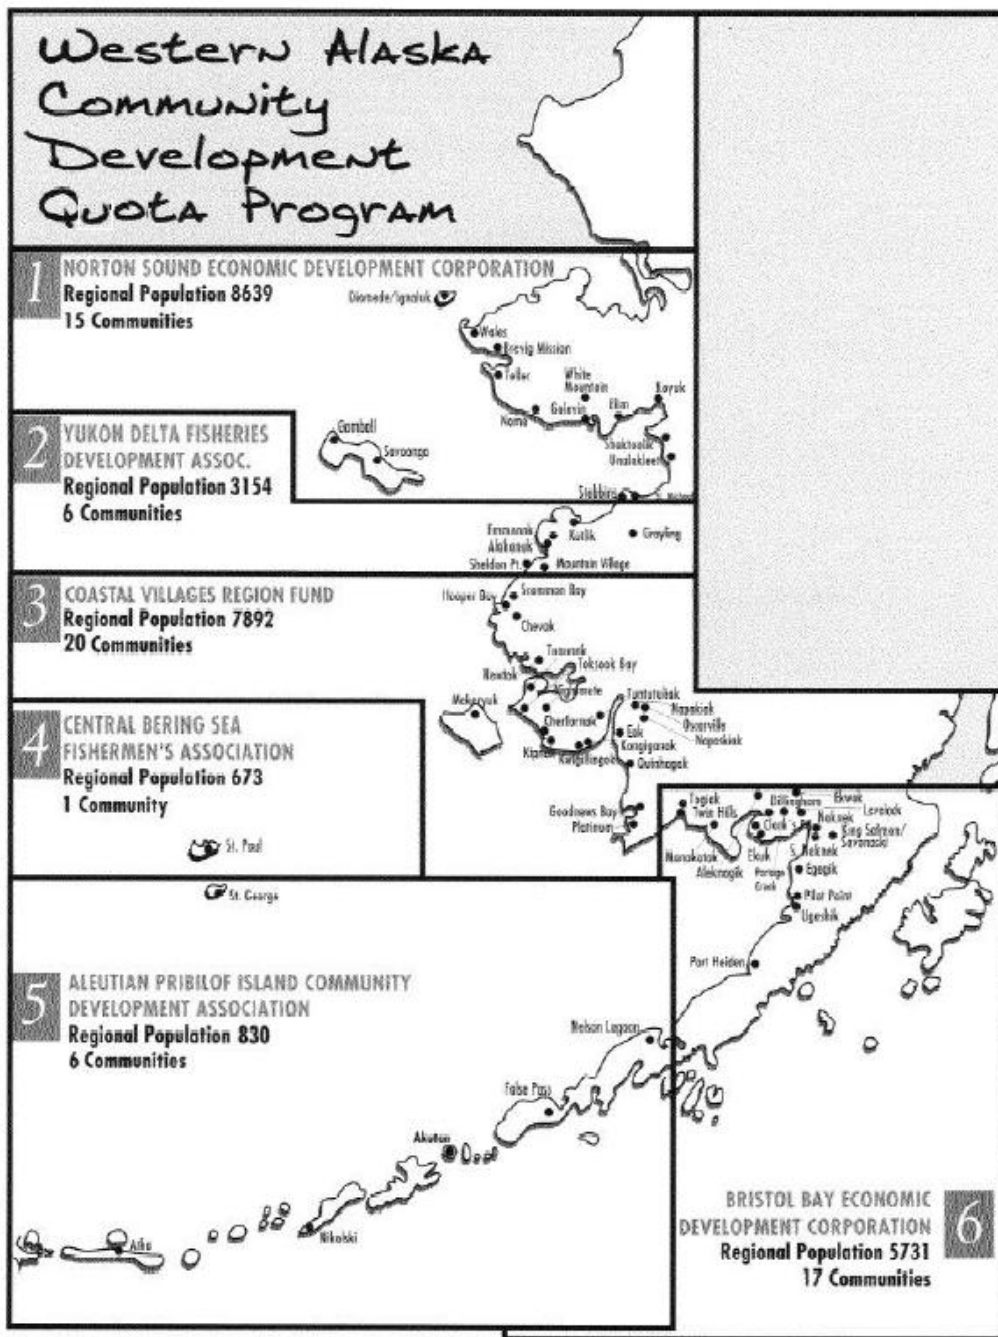 Western Alaska
Community
Development
Quota Program
1
NORTON SOUND ECONOMIC DEVELOPMENT CORPORATION
Regional Population 8639
15 Communities
Diomede/Ignaluk
Wales
Brevig Mission
Teller
White
Mountain
Koyuk
Nome
Golovin
Elim
Shaktoolik
Unalakleet
Gambell
Savoonga
Stebbins
2
YUKON DELTA FISHERIES
DEVELOPMENT ASSOC.
Regional Population 3154
6 Communities
Emmonak
Alakanuk
Kotlik
Grayling
Sheldon Pt.
Mountain Village
3
COASTAL VILLAGES REGION FUND
Regional Population 7892
20 Communities
Hooper Bay
Scammon Bay
Chevak
Tununak
Toksook Bay
Newtok
Nightmute
Mekoryuk
Chefornak
Kipnuk
Kwigillingok
Tuntutuliak
Napakiak
Oscarville
Napaskiak
Eek
Kongiganak
Quinhagak
Goodnews Bay
Platinum
4
CENTRAL BERING SEA
FISHERMEN'S ASSOCIATION
Regional Population 673
1 Community
St. Paul
St. George
5
ALEUTIAN PRIBILOF ISLAND COMMUNITY
DEVELOPMENT ASSOCIATION
Regional Population 830
6 Communities
Nelson Lagoon
False Pass
Akutan
Nikolski
Atka
Togiak
Twin Hills
Dillingham
Ekwok
Levelock
Naknek
King Salmon/
Savonoski
S. Naknek
Manokotak
Aleknagik
Ekuk
Portage
Creek
Egegik
Pilot Point
Ugashik
Port Heiden
BRISTOL BAY ECONOMIC
DEVELOPMENT CORPORATION
6
Regional Population 5731
17 Communities